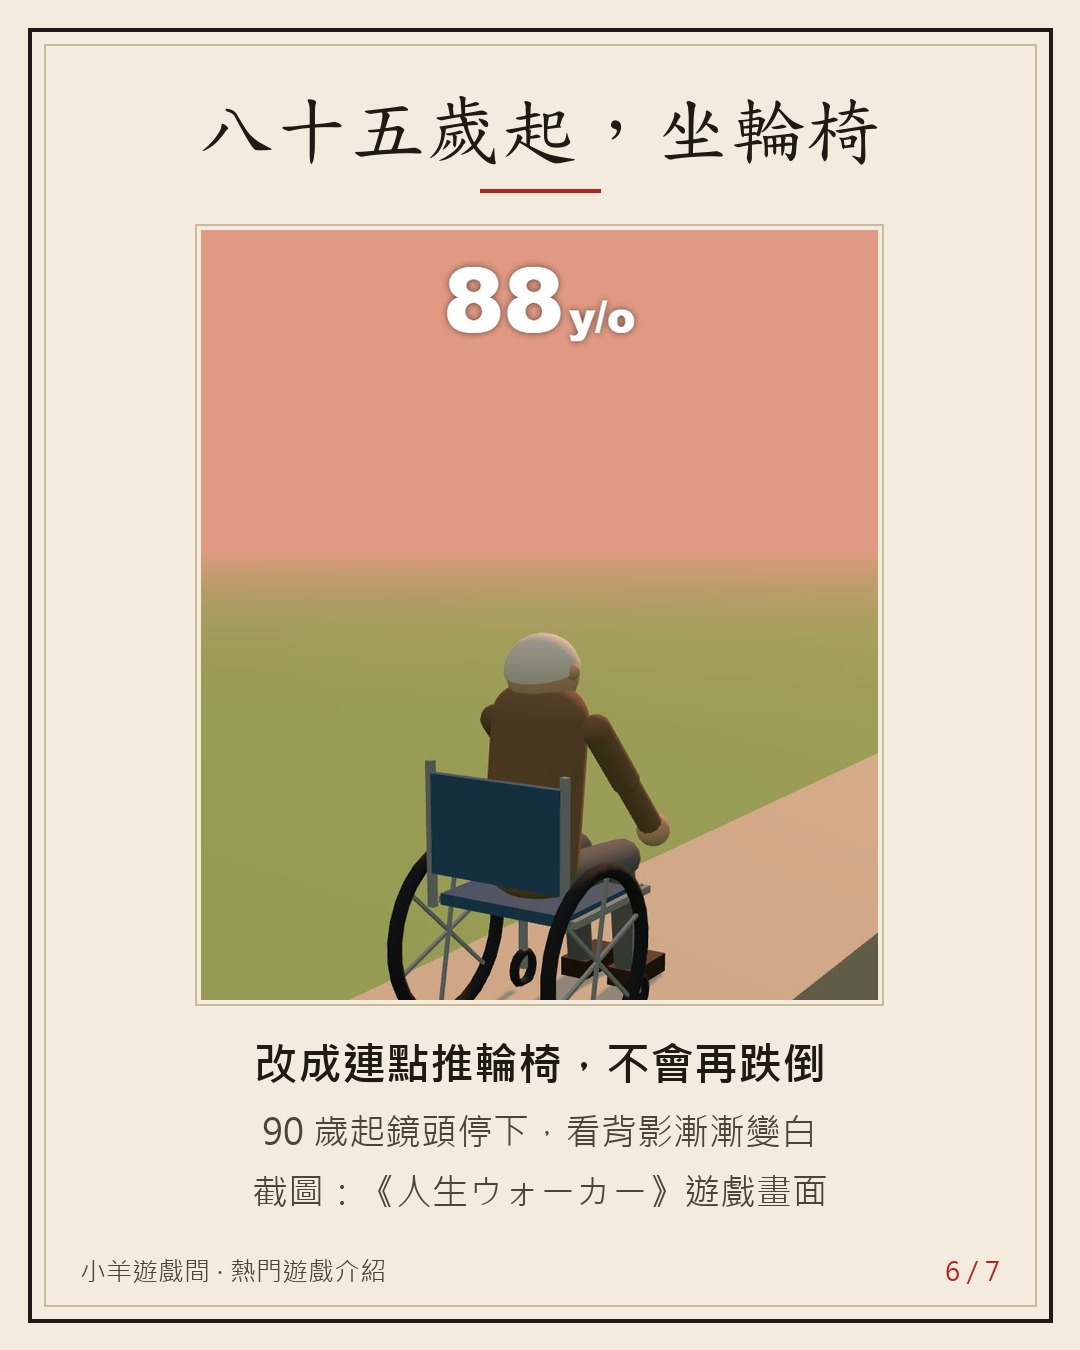 八十五歲起，坐輪椅
88 y/o
改成連點推輪椅，不會再跌倒
90 歲起鏡頭停下，看背影漸漸變白
截圖：《人生ウォーカー》遊戲畫面
小羊遊戲間 · 熱門遊戲介紹
6 / 7